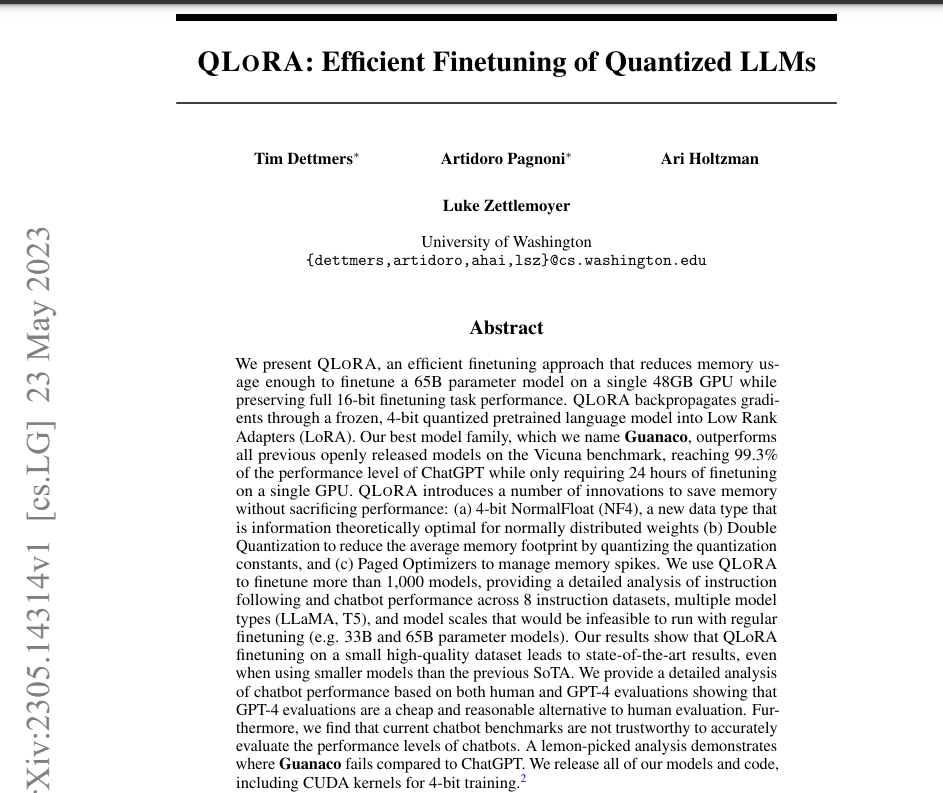 QLORA: Efficient Finetuning of Quantized LLMs
Tim Dettmers* Artidoro Pagnoni* Ari Holtzman
Luke Zettlemoyer
University of Washington
{dettmers,artidoro,ahai,lsz}@cs.washington.edu
Abstract
We present QLORA, an efficient finetuning approach that reduces memory us-
age enough to finetune a 65B parameter model on a single 48GB GPU while
preserving full 16-bit finetuning task performance. QLORA backpropagates gradi-
ents through a frozen, 4-bit quantized pretrained language model into Low Rank
Adapters (LoRA). Our best model family, which we name Guanaco, outperforms
all previous openly released models on the Vicuna benchmark, reaching 99.3%
of the performance level of ChatGPT while only requiring 24 hours of finetuning
on a single GPU. QLORA introduces a number of innovations to save memory
without sacrificing performance: (a) 4-bit NormalFloat (NF4), a new data type that
is information theoretically optimal for normally distributed weights (b) Double
Quantization to reduce the average memory footprint by quantizing the quantization
constants, and (c) Paged Optimizers to manage memory spikes. We use QLORA
to finetune more than 1,000 models, providing a detailed analysis of instruction
following and chatbot performance across 8 instruction datasets, multiple model
types (LLaMA, T5), and model scales that would be infeasible to run with regular
finetuning (e.g. 33B and 65B parameter models). Our results show that QLoRA
finetuning on a small high-quality dataset leads to state-of-the-art results, even
when using smaller models than the previous SoTA. We provide a detailed analysis
of chatbot performance based on both human and GPT-4 evaluations showing that
GPT-4 evaluations are a cheap and reasonable alternative to human evaluation. Fur-
thermore, we find that current chatbot benchmarks are not trustworthy to accurately
evaluate the performance levels of chatbots. A lemon-picked analysis demonstrates
where Guanaco fails compared to ChatGPT. We release all of our models and code,
including CUDA kernels for 4-bit training.2
rXiv:2305.14314v1 [cs.LG] 23 May 2023